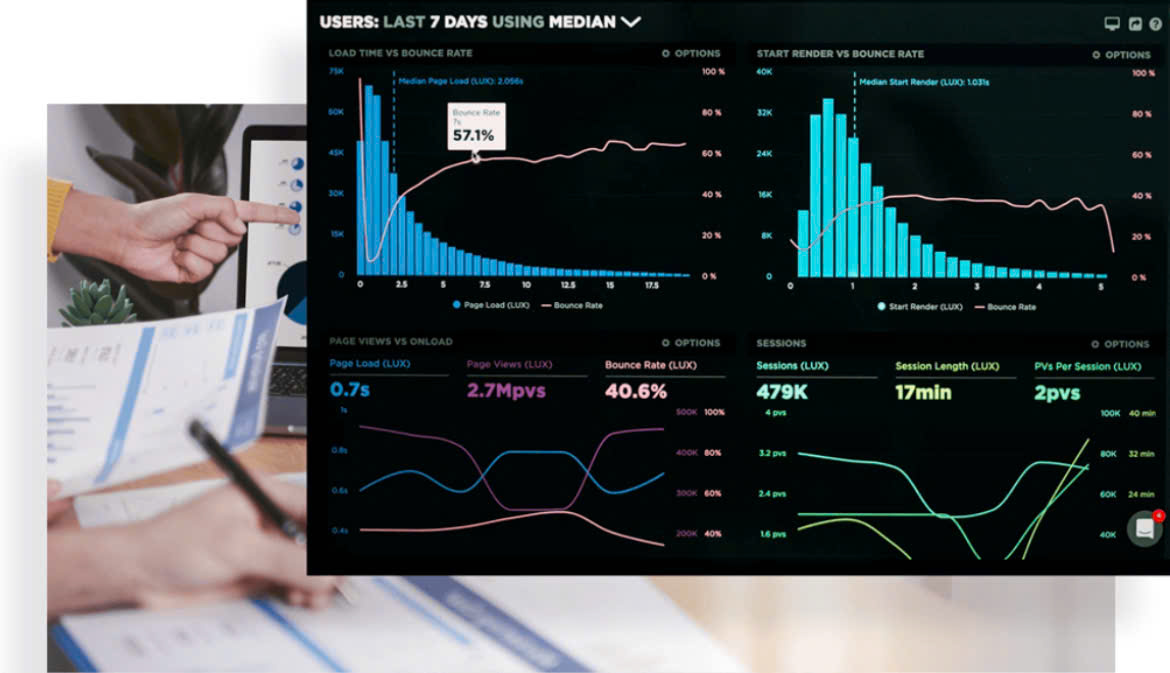 USERS: LAST 7 DAYS USING MEDIAN
LOAD TIME VS BOUNCE RATE
OPTIONS
75K
60K
45K
30K
15K
0
100 %
80 %
60 %
40 %
20 %
0 %
Median Page Load (LUX): 2.056s
Bounce Rate
7s
57.1%
0 2.5 5 7.5 10 12.5 15 17.5
Page Load (LUX) Bounce Rate
START RENDER VS BOUNCE RATE
OPTIONS
40K
32K
24K
16K
8K
0
100 %
80 %
60 %
40 %
20 %
0 %
Median Start Render (LUX): 1.031s
0 1 2 3 4 5
Start Render (LUX) Bounce Rate
PAGE VIEWS VS ONLOAD
OPTIONS
Page Load (LUX) Page Views (LUX) Bounce Rate (LUX)
0.7s 2.7Mpvs 40.6%
1s 500K 100%
0.8s 400K 80%
0.6s 300K 60%
0.4s 200K 40%
SESSIONS
OPTIONS
Sessions (LUX) Session Length (LUX) PVs Per Session (LUX)
479K 17min 2pvs
4 pvs 100K 40 min
3.2 pvs 80K 32 min
2.4 pvs 60K 24 min
1.6 pvs 40K
4